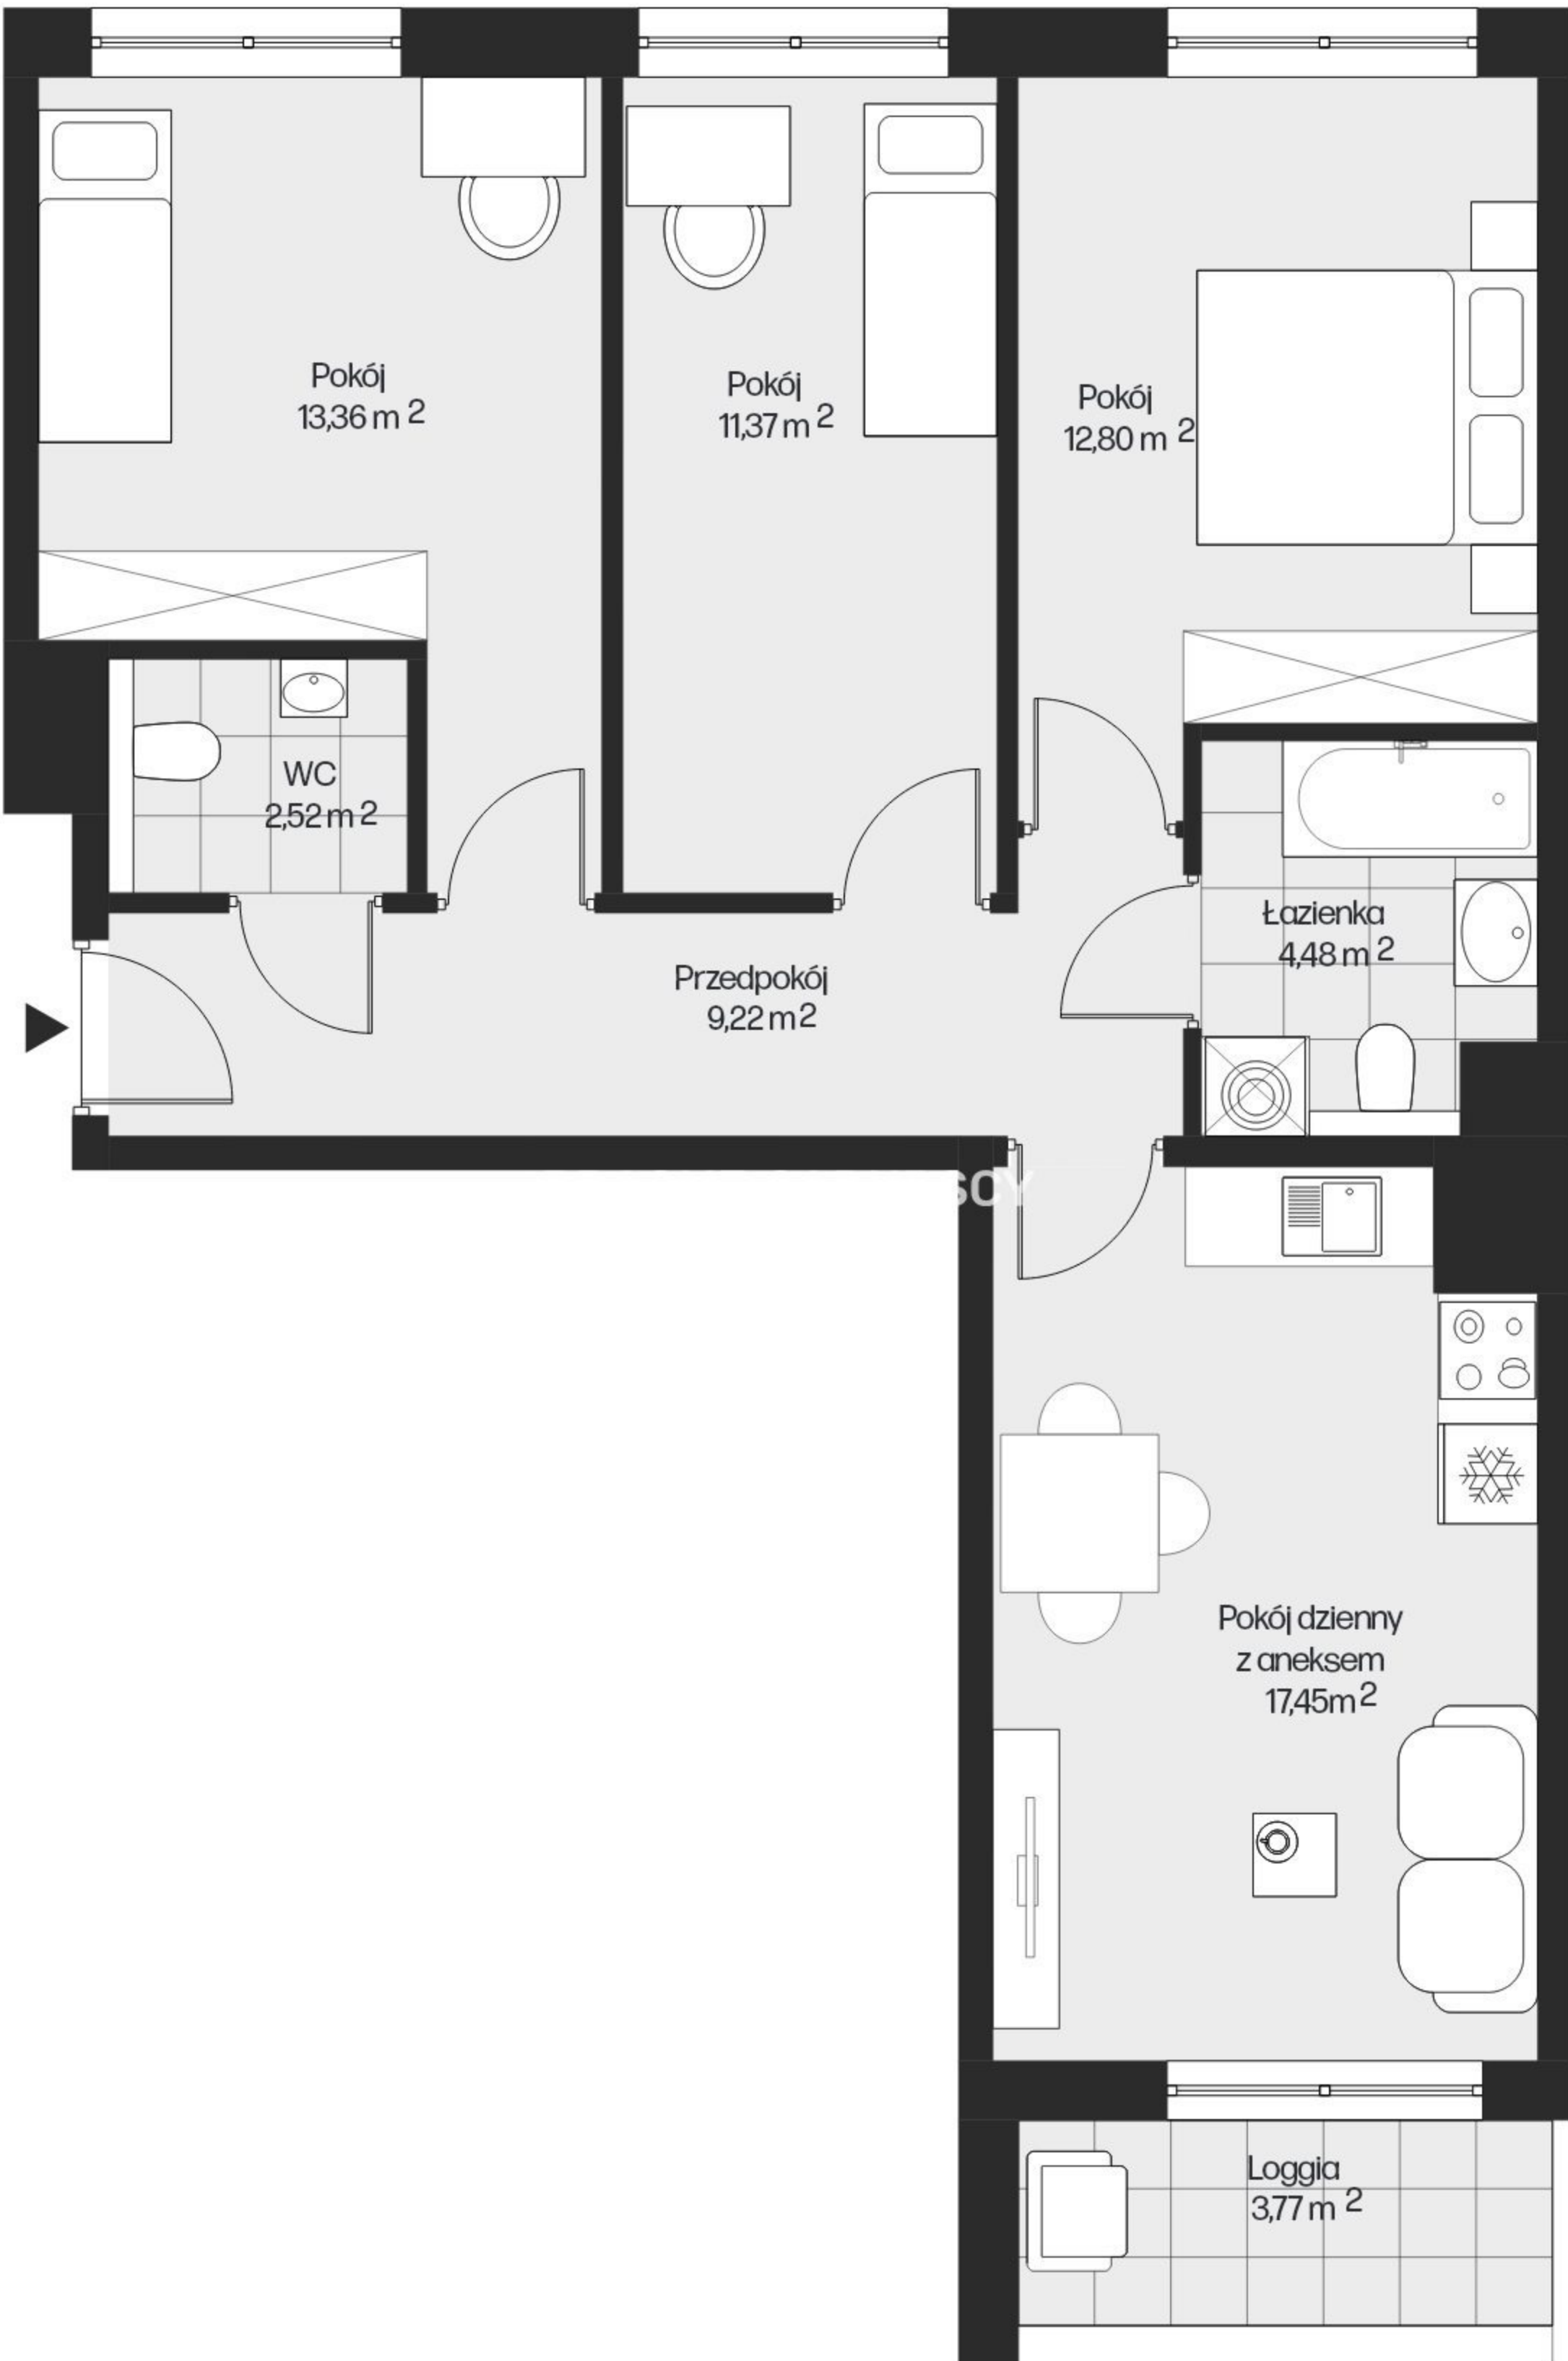 Pokój
13,36 m 2
Pokój
11,37 m 2
Pokój
12,80 m 2
WC
2,52 m 2
Łazienka
4,48 m 2
Przedpokój
9,22 m 2
SCY
Pokój dzienny
z aneksem
17,45m 2
Loggia
3,77 m 2